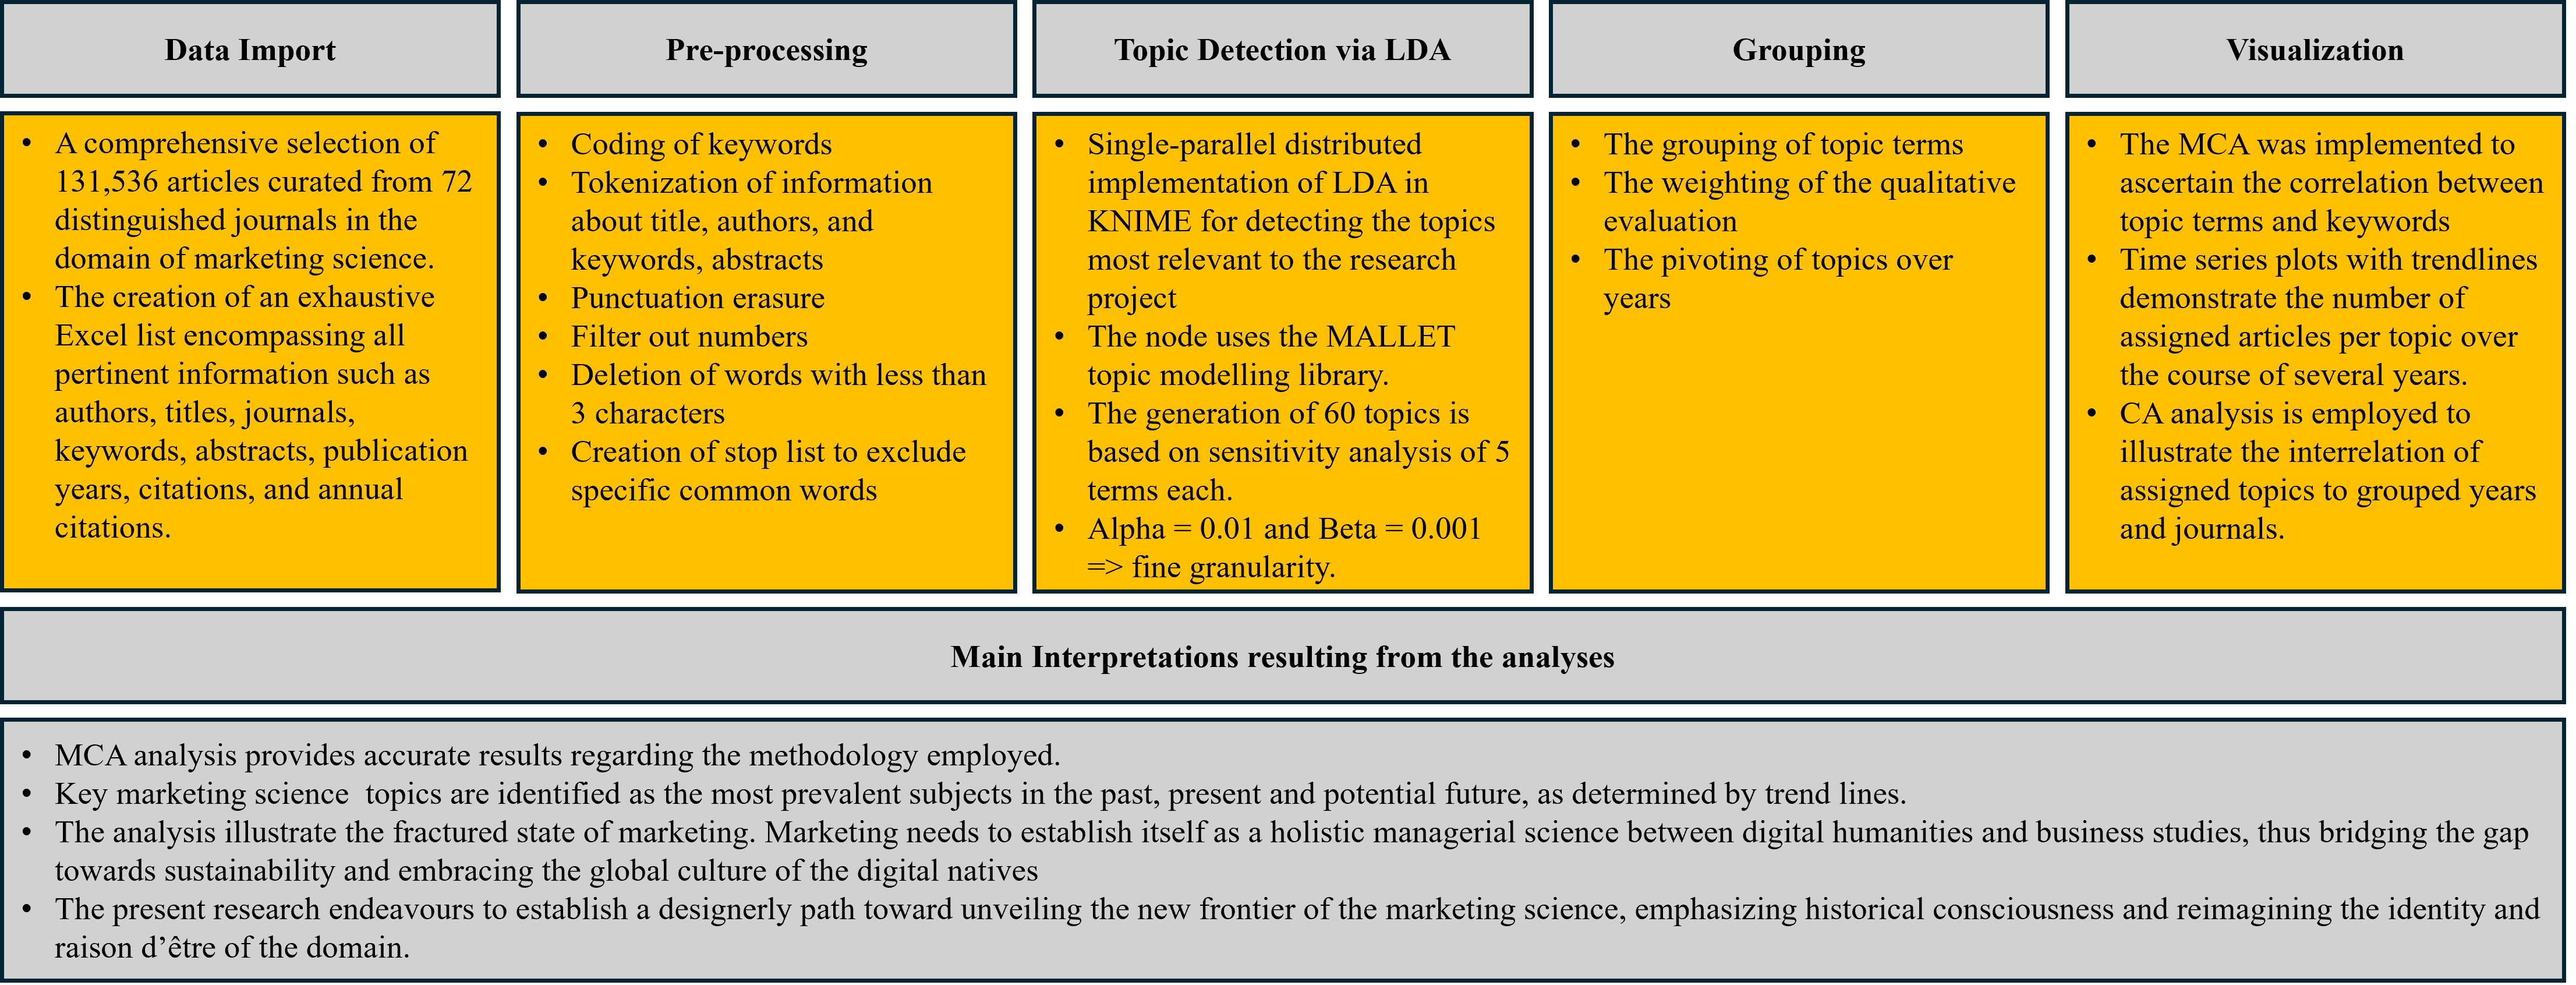 Data Import
• A comprehensive selection of
131,536 articles curated from 72
distinguished journals in the
domain of marketing science.
• The creation of an exhaustive
Excel list encompassing all
pertinent information such as
authors, titles, journals,
keywords, abstracts, publication
years, citations, and annual
citations.
Pre-processing
• Coding of keywords
• Tokenization of information
about title, authors, and
keywords, abstracts
• Punctuation erasure
• Filter out numbers
• Deletion of words with less than
3 characters
• Creation of stop list to exclude
specific common words
Topic Detection via LDA
• Single-parallel distributed
implementation of LDA in
KNIME for detecting the topics
most relevant to the research
project
• The node uses the MALLET
topic modelling library.
• The generation of 60 topics is
based on sensitivity analysis of 5
terms each.
• Alpha = 0.01 and Beta = 0.001
=> fine granularity.
Grouping
• The grouping of topic terms
• The weighting of the qualitative
evaluation
• The pivoting of topics over
years
Visualization
• The MCA was implemented to
ascertain the correlation between
topic terms and keywords
• Time series plots with trendlines
demonstrate the number of
assigned articles per topic over
the course of several years.
• CA analysis is employed to
illustrate the interrelation of
assigned topics to grouped years
and journals.
Main Interpretations resulting from the analyses
• MCA analysis provides accurate results regarding the methodology employed.
• Key marketing science  topics are identified as the most prevalent subjects in the past, present and potential future, as determined by trend lines.
• The analysis illustrate the fractured state of marketing. Marketing needs to establish itself as a holistic managerial science between digital humanities and business studies, thus bridging the gap
towards sustainability and embracing the global culture of the digital natives
• The present research endeavours to establish a designerly path toward unveiling the new frontier of the marketing science, emphasizing historical consciousness and reimagining the identity and
raison d’être of the domain.